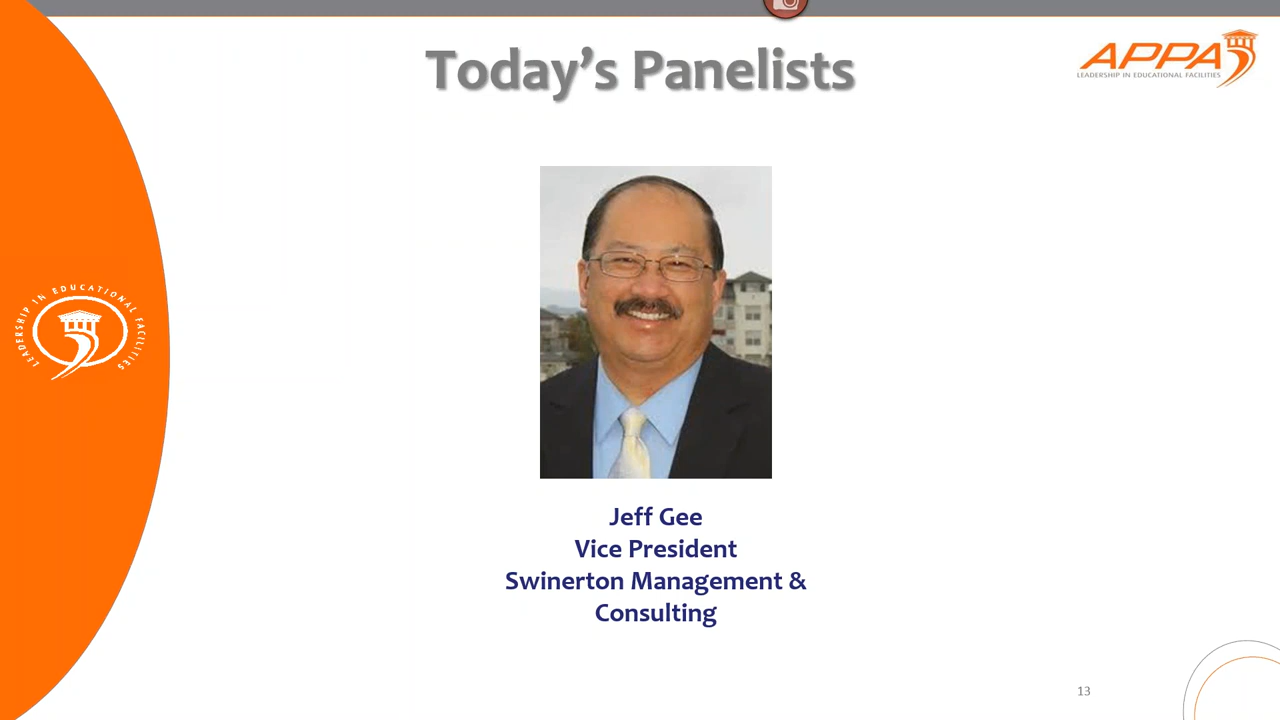 Today's Panelists
APPA
LEADERSHIP IN EDUCATIONAL FACILITIES
LEADERSHIP IN EDUCATIONAL FACILITIES
Jeff Gee
Vice President
Swinerton Management &
Consulting
13